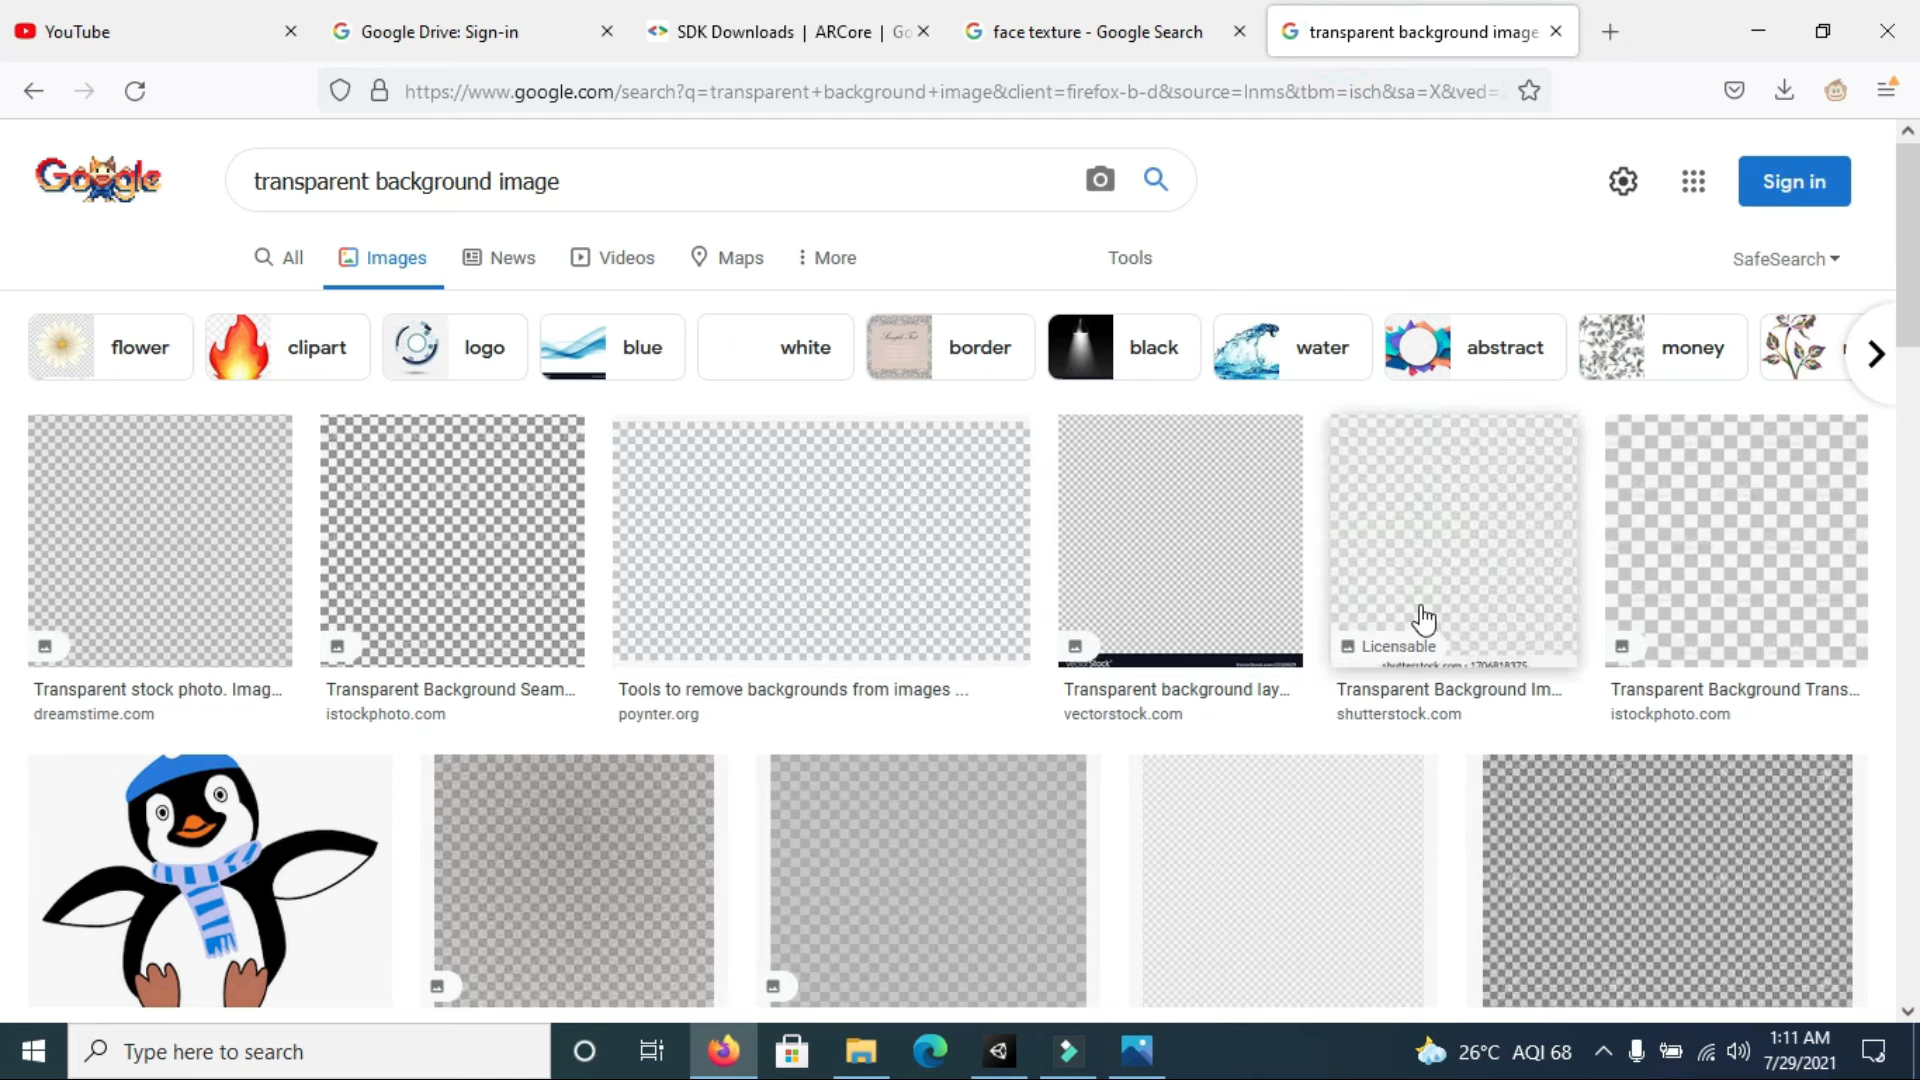 YouTube
Google Drive: Sign-in
SDK Downloads | ARCore | Go
face texture - Google Search
transparent background image
https://www.google.com/search?q=transparent+background+image&client=firefox-b-d&source=lnms&tbm=isch&sa=X&ved=
Google
transparent background image
Sign in
All
Images
News
Videos
Maps
More
Tools
SafeSearch
flower
clipart
logo
blue
white
border
black
water
abstract
money
Licensable
VectorStock
shutterstock.com · 1706818375
Transparent stock photo. Imag...
dreamstime.com
Transparent Background Seam...
istockphoto.com
Tools to remove backgrounds from images ...
poynter.org
Transparent background lay...
vectorstock.com
Transparent Background Im...
shutterstock.com
Transparent Background Trans...
istockphoto.com
Type here to search
26°C AQI 68
1:11 AM
7/29/2021